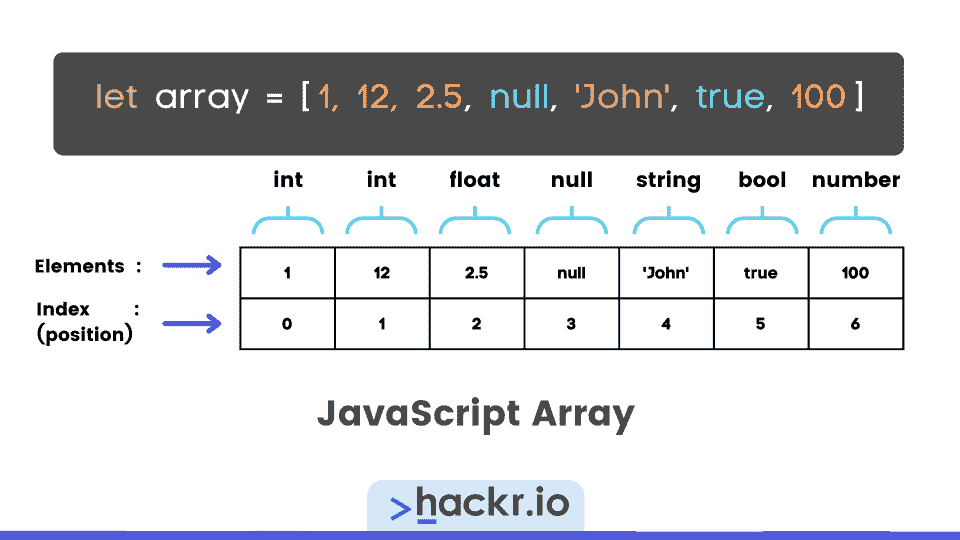 let array = [1, 12, 2.5, null, 'John', true, 100]
int int float null string bool number
Elements : 1 12 2.5 null 'John' true 100
Index : (position) 0 1 2 3 4 5 6
JavaScript Array
>hackr.io